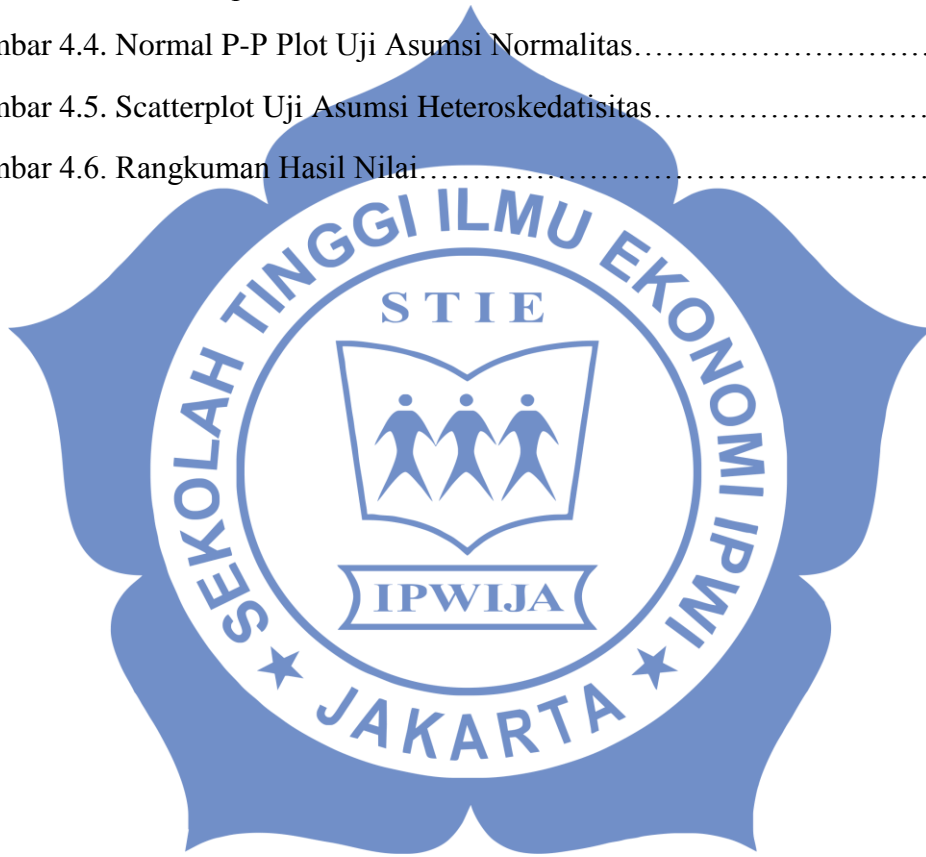 mbar 4.4. Normal P-P Plot Uji Asumsi Normalitas……………………………
mbar 4.5. Scatterplot Uji Asumsi Heteroskedatisitas………………………
mbar 4.6. Rangkuman Hasil Nilai……………………………………………
SEKOLAH TINGGI ILMU EKONOMI IPWI
STIE
IPWIJA
★ JAKARTA ★